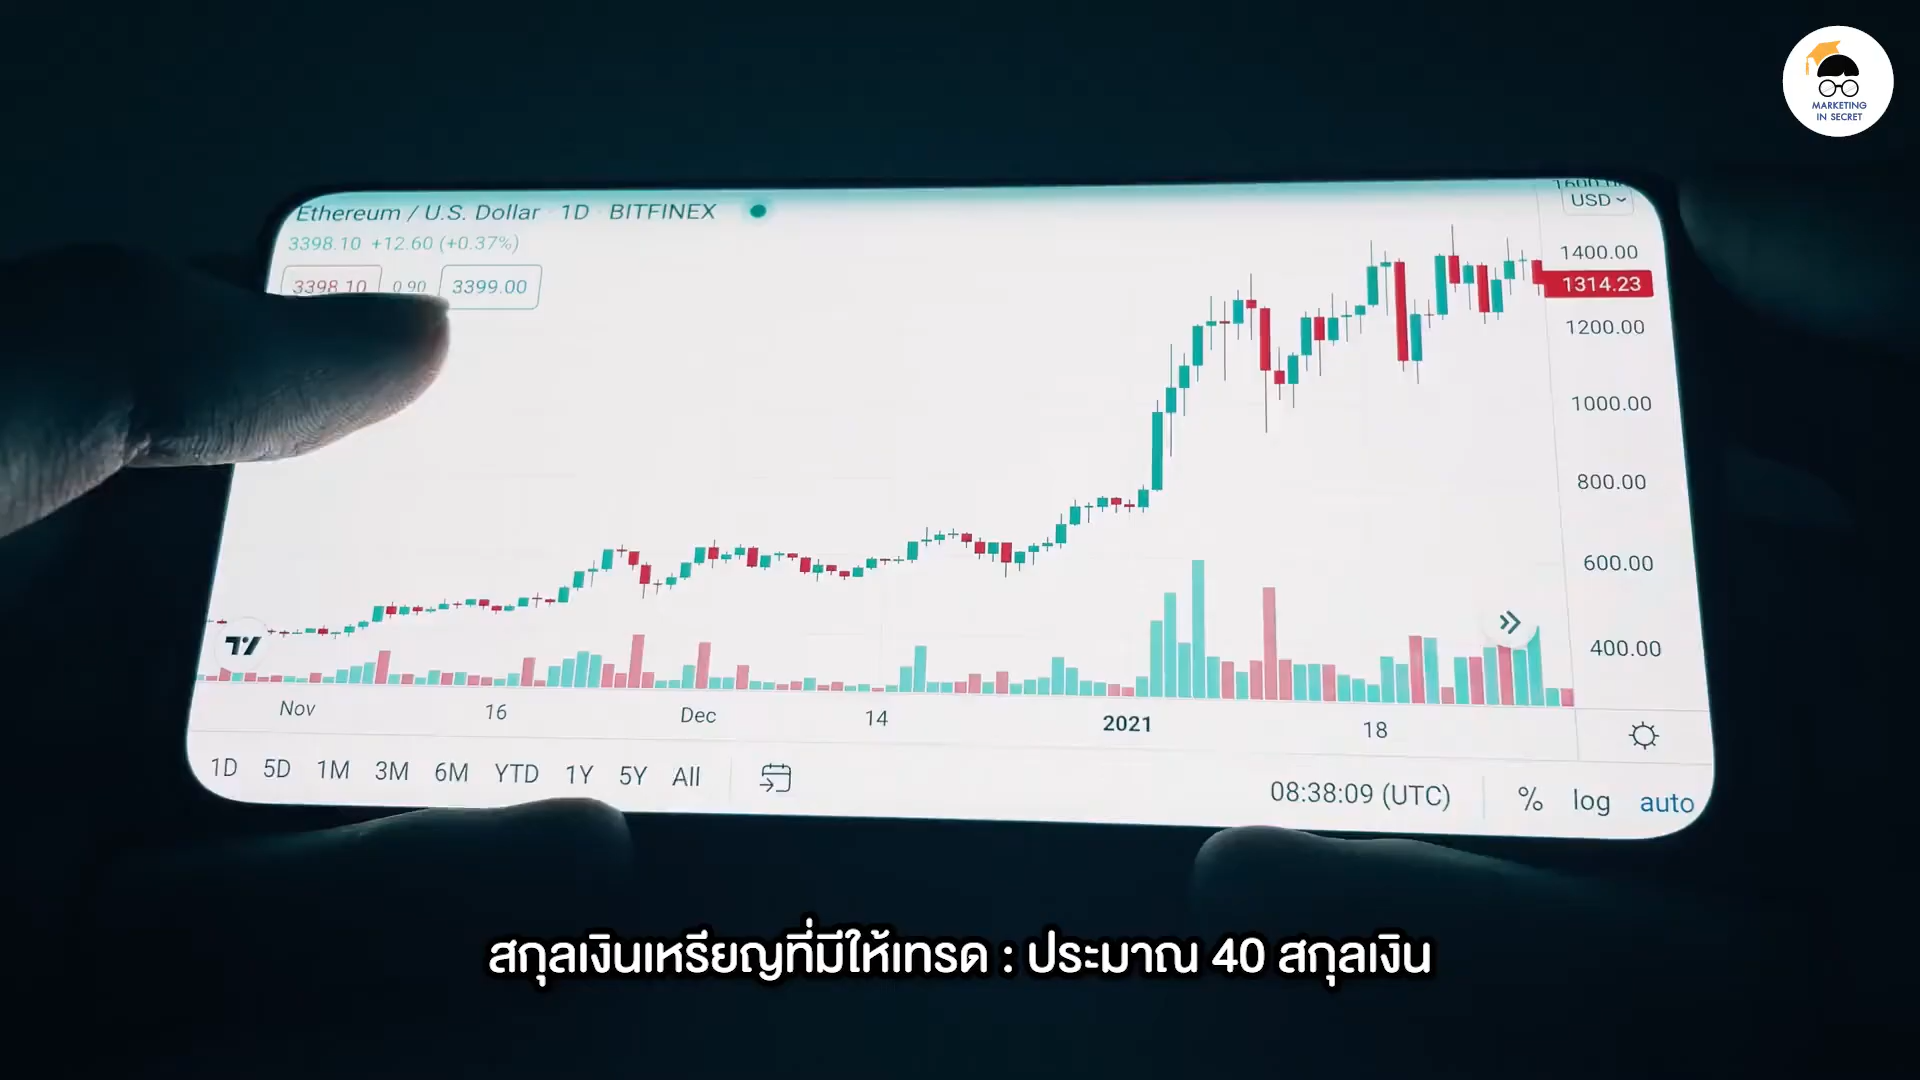 MARKETING
IN SECRET
Ethereum / U.S. Dollar 1D BITFINEX
USD
3398.10 +12.60 (+0.37%)
3398.10 0.90 3399.00
1400.00
1314.23
1200.00
1000.00
800.00
600.00
400.00
Nov 16 Dec 14 2021 18
1D 5D 1M 3M 6M YTD 1Y 5Y All
08:38:09 (UTC) % log auto
สกุลเงินเหรียญที่มีให้เทรด : ประมาณ 40 สกุลเงิน